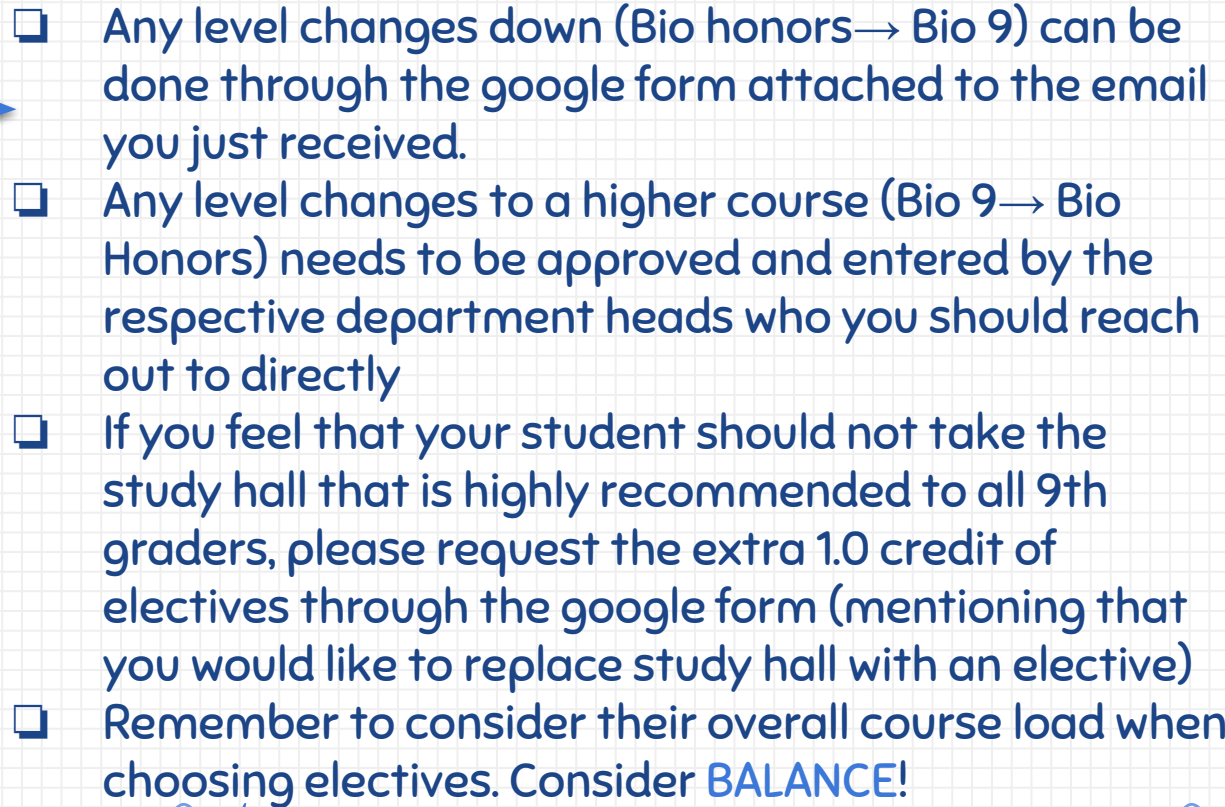 ❏ Any level changes down (Bio honors→ Bio 9) can be
done through the google form attached to the email
you just received.
❏ Any level changes to a higher course (Bio 9→ Bio
Honors) needs to be approved and entered by the
respective department heads who you should reach
out to directly
❏ If you feel that your student should not take the
study hall that is highly recommended to all 9th
graders, please request the extra 1.0 credit of
electives through the google form (mentioning that
you would like to replace study hall with an elective)
❏ Remember to consider their overall course load when
choosing electives. Consider BALANCE!